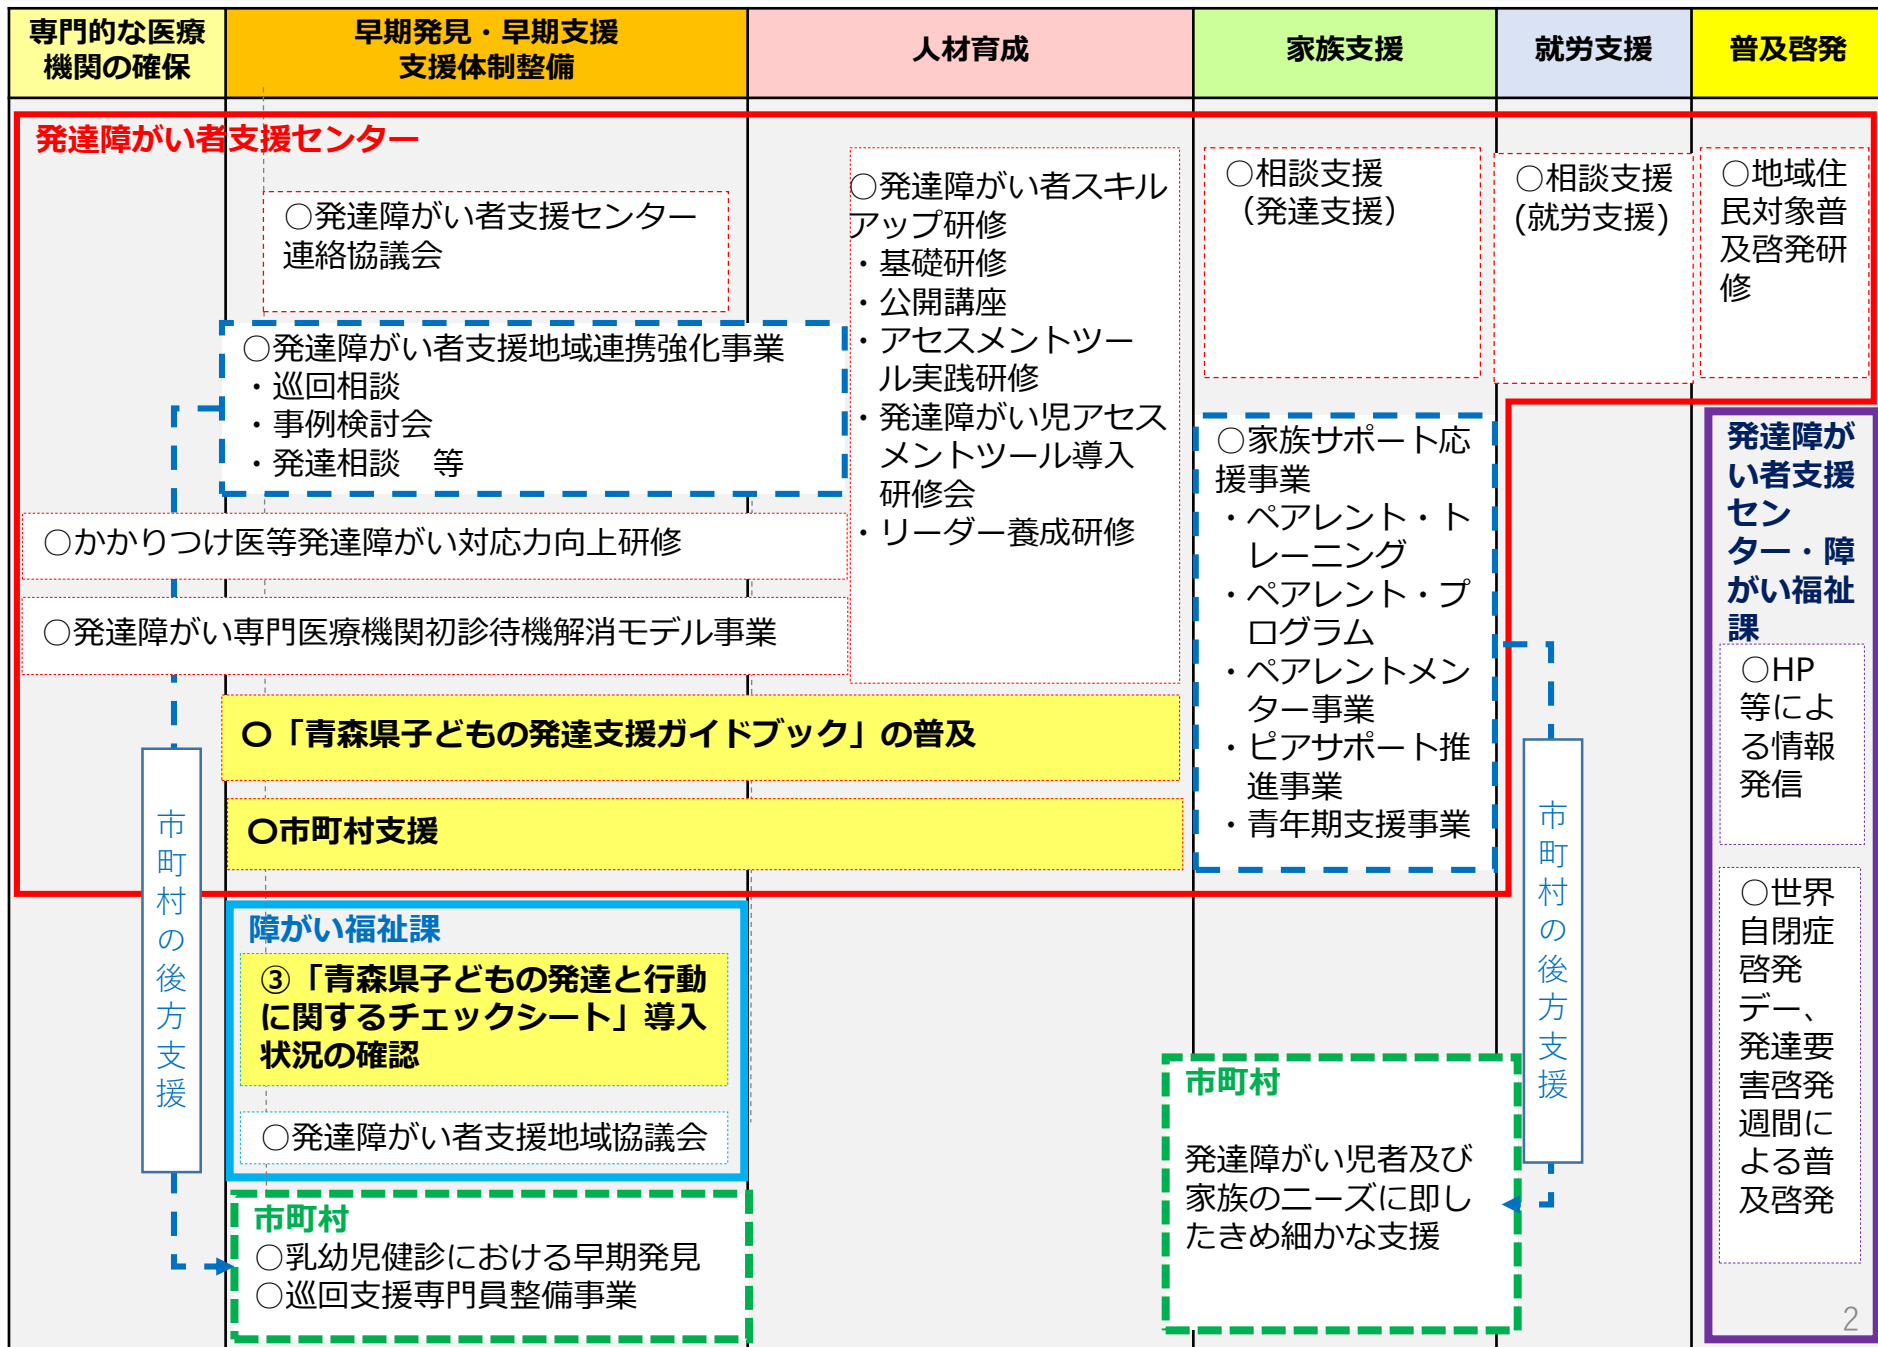 専門的な医療
機関の確保
早期発見・早期支援
支援体制整備
人材育成
家族支援
就労支援
普及啓発
発達障がい者支援センター
○発達障がい者支援センター
連絡協議会
○発達障がい者支援地域連携強化事業
・巡回相談
・事例検討会
・発達相談　等
○かかりつけ医等発達障がい対応力向上研修
○発達障がい専門医療機関初診待機解消モデル事業
○発達障がい者スキル
アップ研修
・基礎研修
・公開講座
・アセスメントツー
ル実践研修
・発達障がい児アセス
メントツール導入
研修会
・リーダー養成研修
○「青森県子どもの発達支援ガイドブック」の普及
○市町村支援
○相談支援
（発達支援）
○家族サポート応
援事業
・ペアレント・ト
レーニング
・ペアレント・プ
ログラム
・ペアレントメン
ター事業
・ピアサポート推
進事業
・青年期支援事業
○相談支援
(就労支援)
○地域住
民対象普
及啓発研
修
発達障が
い者支援
セン
ター・障
がい福祉
課
○HP
等によ
る情報
発信
○世界
自閉症
啓発
デー、
発達要
害啓発
週間に
よる普
及啓発
市町村の後方支援
障がい福祉課
③「青森県子どもの発達と行動
に関するチェックシート」導入
状況の確認
○発達障がい者支援地域協議会
市町村
○乳幼児健診における早期発見
○巡回支援専門員整備事業
市町村の後方支援
市町村
発達障がい児者及び
家族のニーズに即し
たきめ細かな支援
2